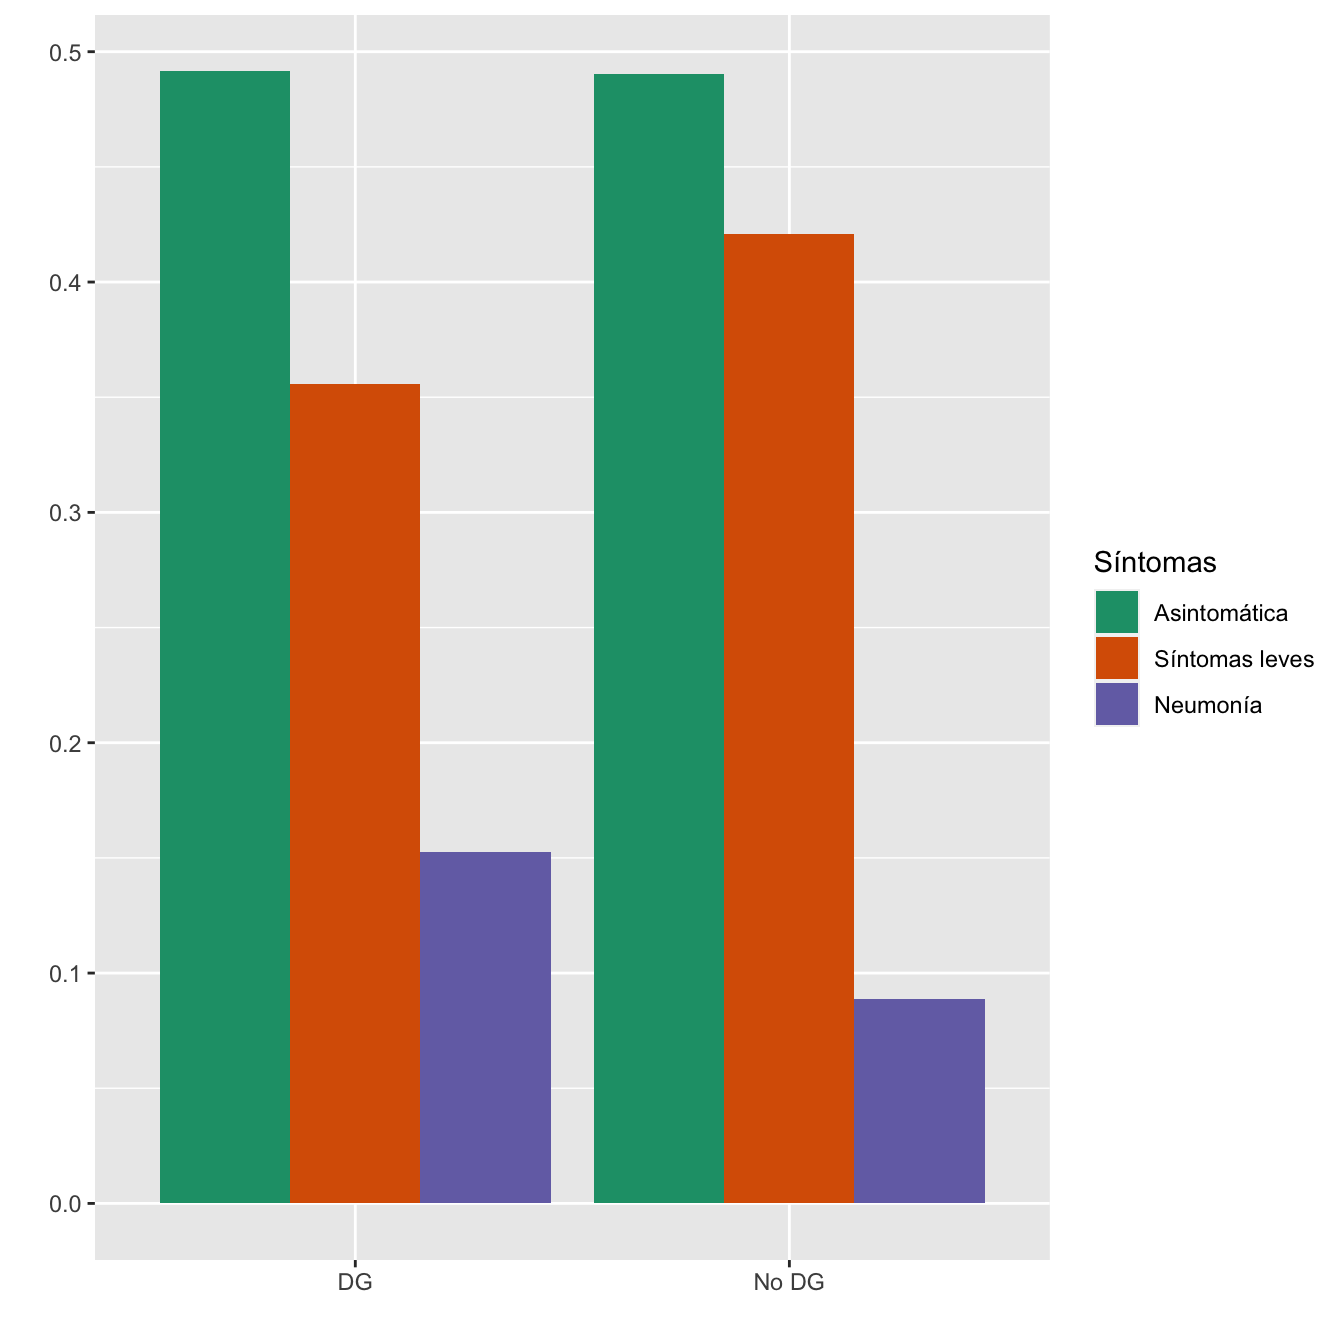 0.5
0.4
0.3
0.2
0.1
0.0
DG
No DG
Síntomas
Asintomática
Síntomas leves
Neumonía